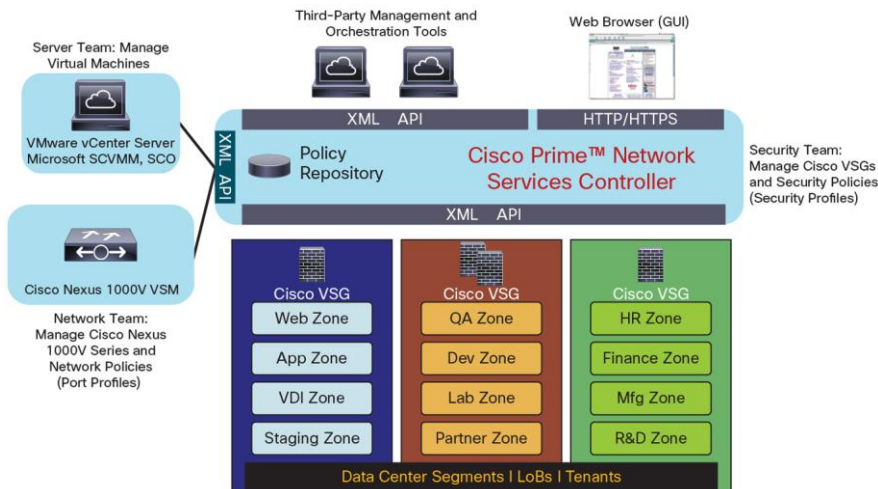 Third-Party Management and
Orchestration Tools
Web Browser (GUI)
Server Team: Manage
Virtual Machines
VMware vCenter Server
Microsoft SCVMM, SCO
XML API
XML API
HTTP/HTTPS
Policy
Repository
Cisco Prime™ Network
Services Controller
XML API
Security Team:
Manage Cisco VSGs
and Security Policies
(Security Profiles)
Cisco Nexus 1000V VSM
Network Team:
Manage Cisco Nexus
1000V Series and
Network Policies
(Port Profiles)
Cisco VSG
Web Zone
App Zone
VDI Zone
Staging Zone
Cisco VSG
QA Zone
Dev Zone
Lab Zone
Partner Zone
Cisco VSG
HR Zone
Finance Zone
Mfg Zone
R&D Zone
Data Center Segments I LoBs I Tenants